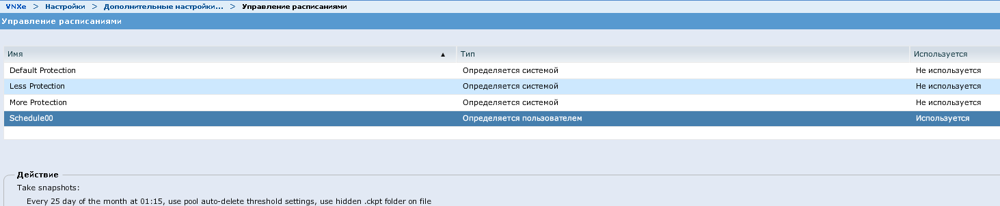 VNXe > Настройки > Дополнительные настройки... > Управление расписаниями
Управление расписаниями
Имя ▲ Тип Используется
Default Protection Определяется системой Не используется
Less Protection Определяется системой Не используется
More Protection Определяется системой Не используется
Schedule00 Определяется пользователем Используется
Действие
Take snapshots:
Every 25 day of the month at 01:15, use pool auto-delete threshold settings, use hidden .ckpt folder on file